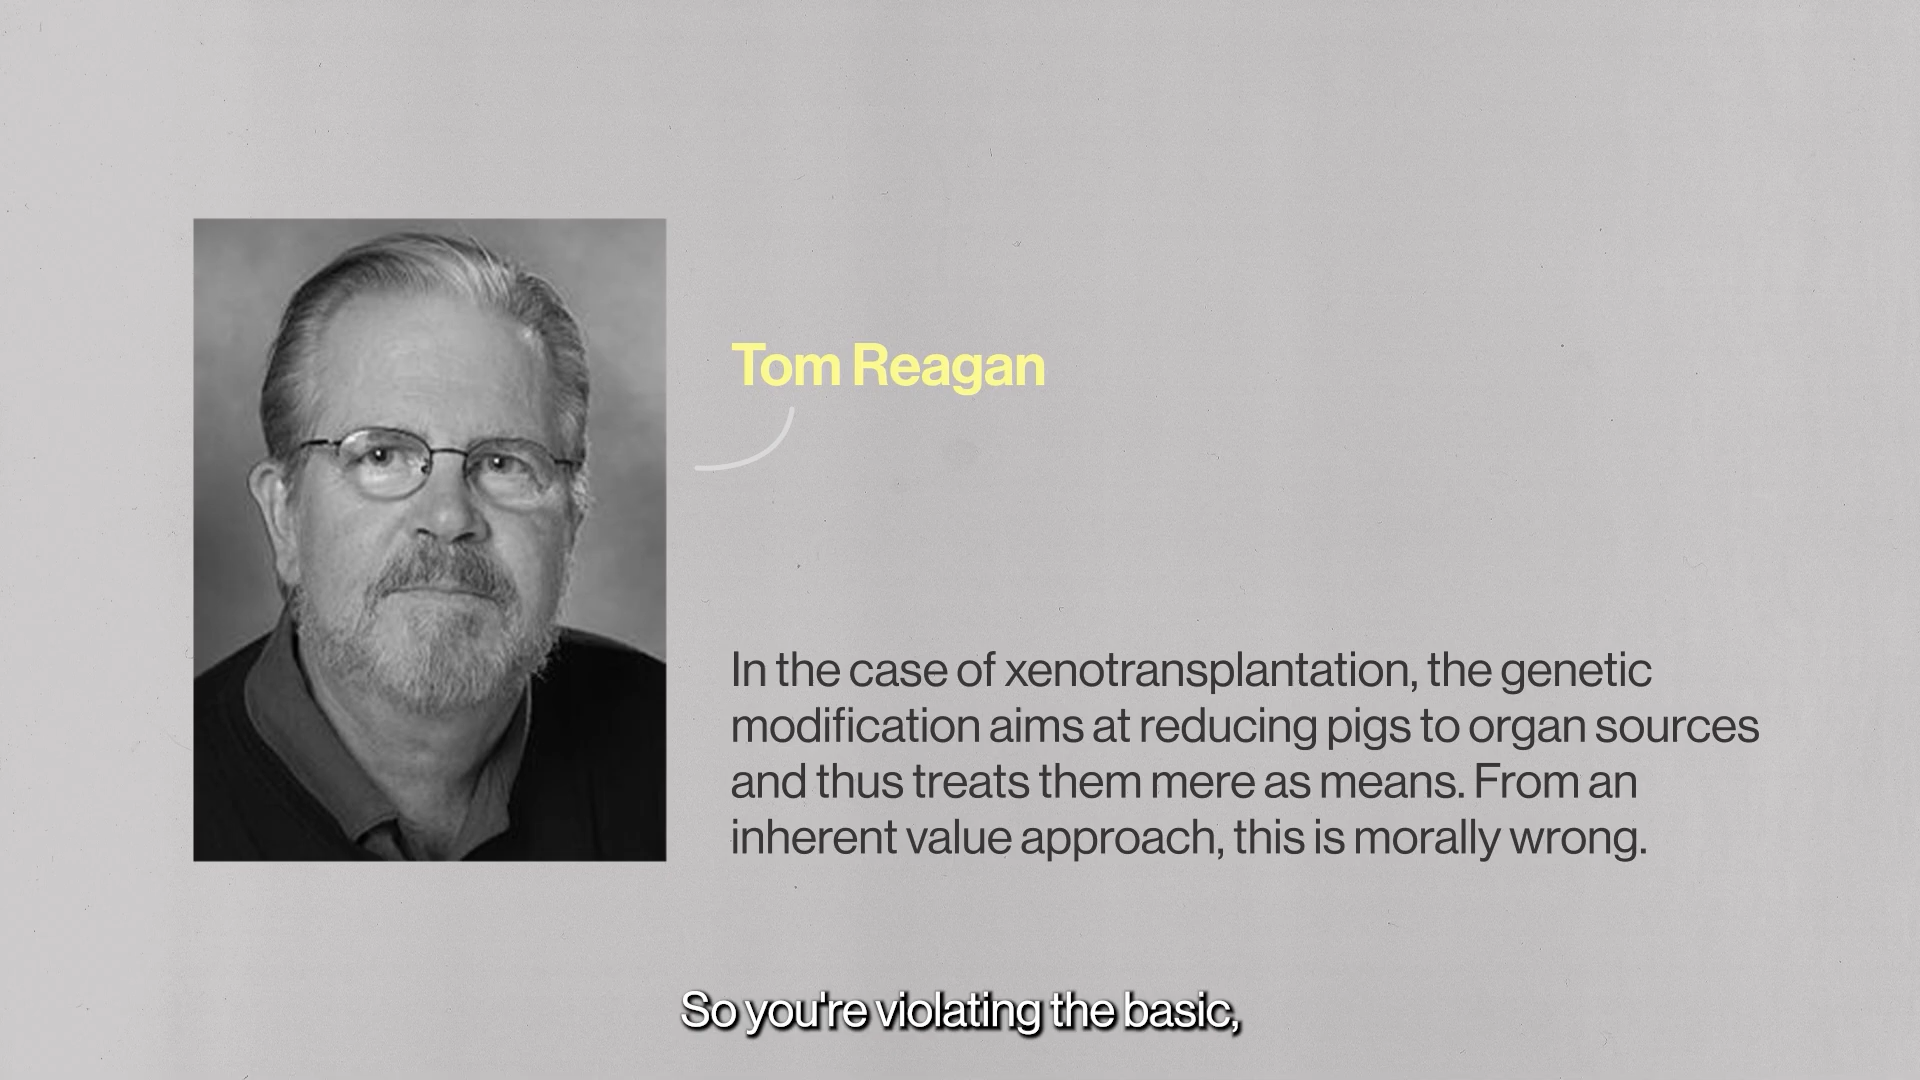 Tom Reagan
In the case of xenotransplantation, the genetic
modification aims at reducing pigs to organ sources
and thus treats them mere as means. From an
inherent value approach, this is morally wrong.
So you're violating the basic,